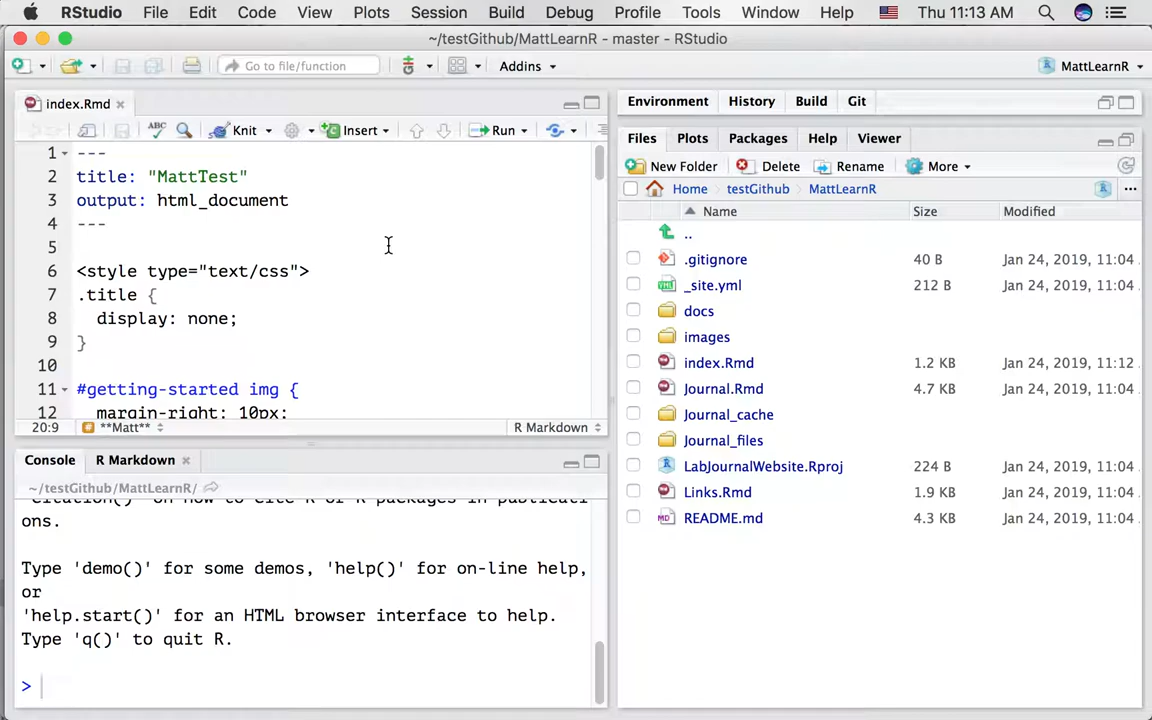 RStudio File Edit Code View Plots Session Build Debug Profile Tools Window Help Thu 11:13 AM
~/testGithub/MattLearnR - master - RStudio
Go to file/function Addins MattLearnR
index.Rmd
Knit Insert Run
1 ---
2 title: "MattTest"
3 output: html_document
4 ---
5
6 <style type="text/css">
7 .title {
8 display: none;
9 }
10
11 #getting-started img {
12 margin-right: 10px;
20:9 **Matt** R Markdown
Console R Markdown
~/testGithub/MattLearnR/
'citation()' on how to cite R or R packages in publicati
ons.
Type 'demo()' for some demos, 'help()' for on-line help,
or
'help.start()' for an HTML browser interface to help.
Type 'q()' to quit R.
>
Environment History Build Git
Files Plots Packages Help Viewer
New Folder Delete Rename More
Home testGithub MattLearnR ...
Name Size Modified
..
.gitignore 40 B Jan 24, 2019, 11:04
_site.yml 212 B Jan 24, 2019, 11:04
docs
images
index.Rmd 1.2 KB Jan 24, 2019, 11:12
Journal.Rmd 4.7 KB Jan 24, 2019, 11:04
Journal_cache
Journal_files
LabJournalWebsite.Rproj 224 B Jan 24, 2019, 11:04
Links.Rmd 1.9 KB Jan 24, 2019, 11:04
README.md 4.3 KB Jan 24, 2019, 11:04